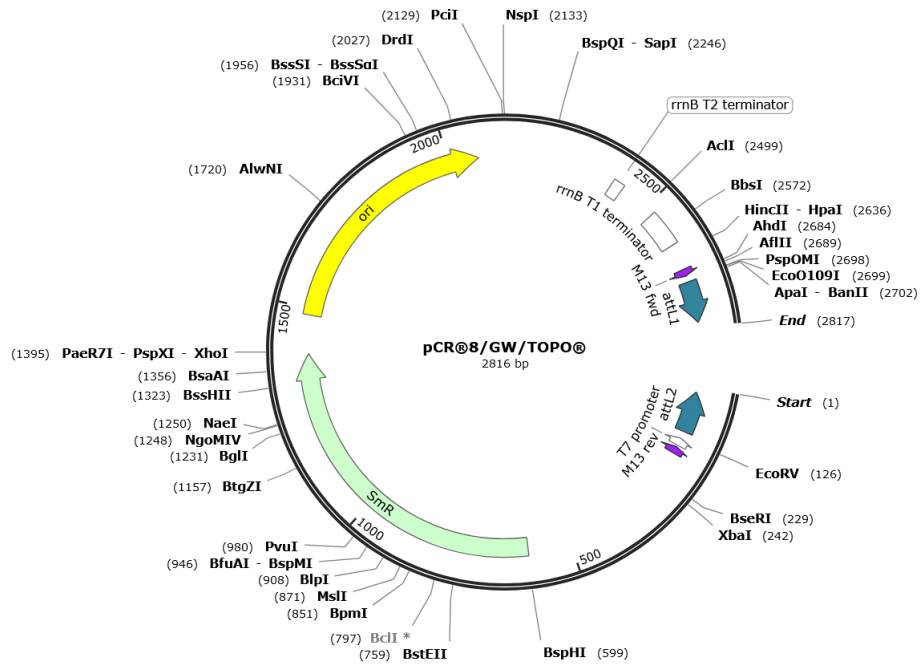 (2129) PciI
NspI (2133)
(2027) DrdI
BspQI - SapI (2246)
(1956) BssSI - BssSαI
(1931) BciVI
rrnB T2 terminator
2000
2500
AclI (2499)
(1720) AlwNI
BbsI (2572)
ori
rrnB T1 terminator
HincII - HpaI (2636)
AhdI (2684)
AflII (2689)
PspOMI (2698)
EcoO109I (2699)
ApaI - BanII (2702)
M13 fwd
attL1
1500
End (2817)
pCR®8/GW/TOPO®
2816 bp
(1395) PaeR7I - PspXI - XhoI
(1356) BsaAI
(1323) BssHII
Start (1)
attL2
T7 promoter
M13 rev
(1250) NaeI
(1248) NgoMIV
(1231) BglI
EcoRV (126)
(1157) BtgZI
SmR
BseRI (229)
XbaI (242)
1000
500
(980) PvuI
(946) BfuAI - BspMI
(908) BlpI
(871) MslI
(851) BpmI
(797) BclI *
(759) BstEII
BspHI (599)